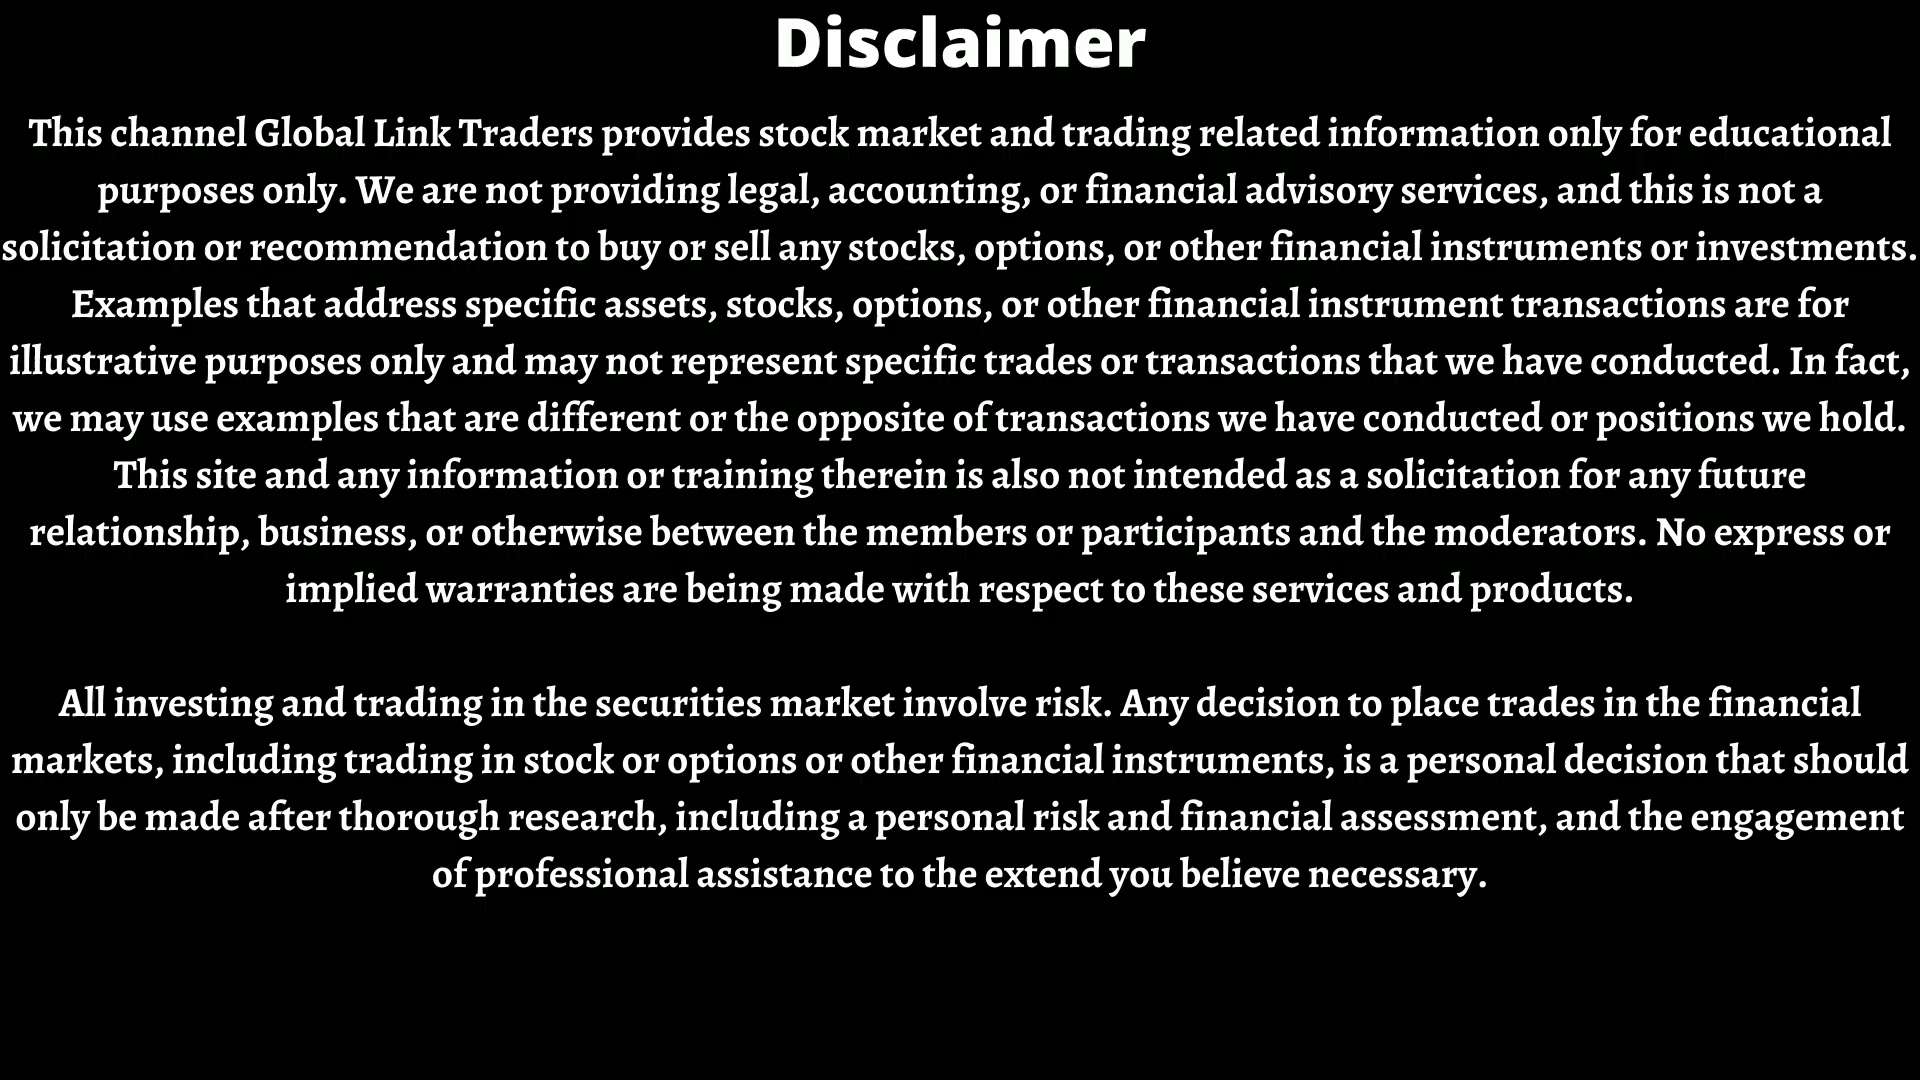 Disclaimer
This channel Global Link Traders provides stock market and trading related information only for educational
purposes only. We are not providing legal, accounting, or financial advisory services, and this is not a
solicitation or recommendation to buy or sell any stocks, options, or other financial instruments or investments.
Examples that address specific assets, stocks, options, or other financial instrument transactions are for
illustrative purposes only and may not represent specific trades or transactions that we have conducted. In fact,
we may use examples that are different or the opposite of transactions we have conducted or positions we hold.
This site and any information or training therein is also not intended as a solicitation for any future
relationship, business, or otherwise between the members or participants and the moderators. No express or
implied warranties are being made with respect to these services and products.
All investing and trading in the securities market involve risk. Any decision to place trades in the financial
markets, including trading in stock or options or other financial instruments, is a personal decision that should
only be made after thorough research, including a personal risk and financial assessment, and the engagement
of professional assistance to the extend you believe necessary.